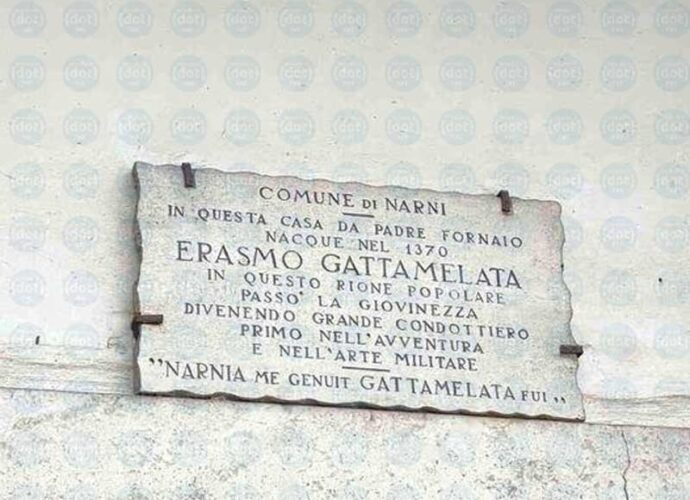 COMUNE DI NARNI
IN QUESTA CASA DA PADRE FORNAIO
NACQUE NEL 1370
ERASMO GATTAMELATA
IN QUESTO RIONE POPOLARE
PASSO' LA GIOVINEZZA
DIVENENDO GRANDE CONDOTTIERO
PRIMO NELL'AVVENTURA
E NELL'ARTE MILITARE
"NARNIA ME GENUIT GATTAMELATA FUI"